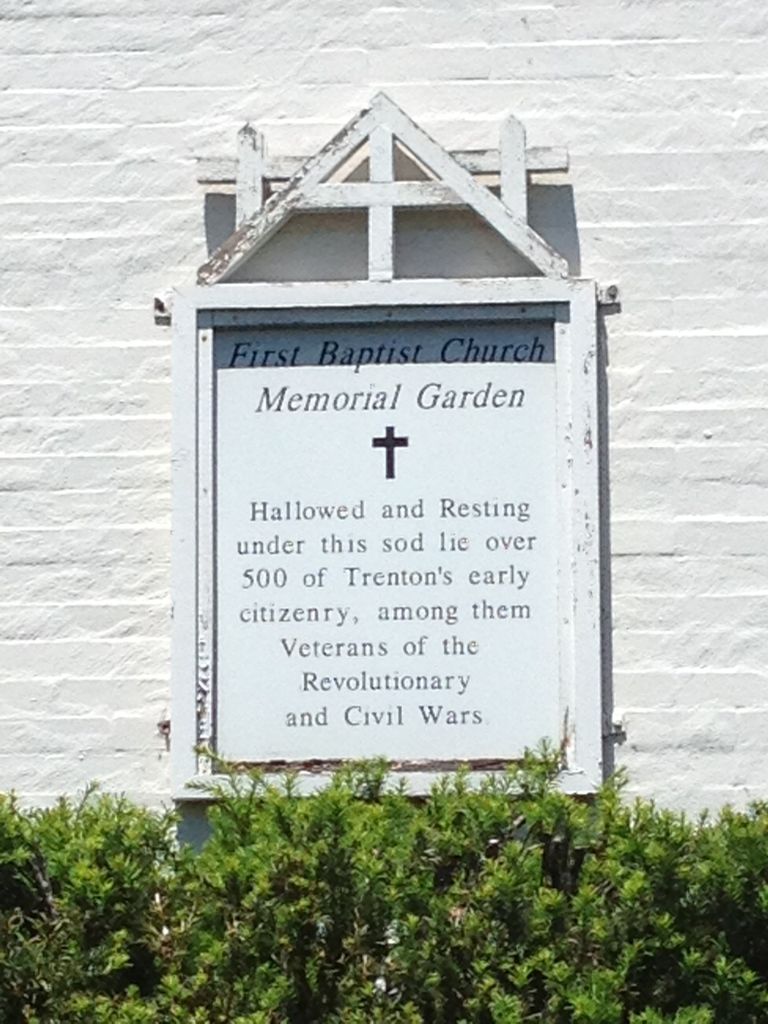 First Baptist Church
Memorial Garden
Hallowed and Resting
under this sod lie over
500 of Trenton's early
citizenry, among them
Veterans of the
Revolutionary
and Civil Wars